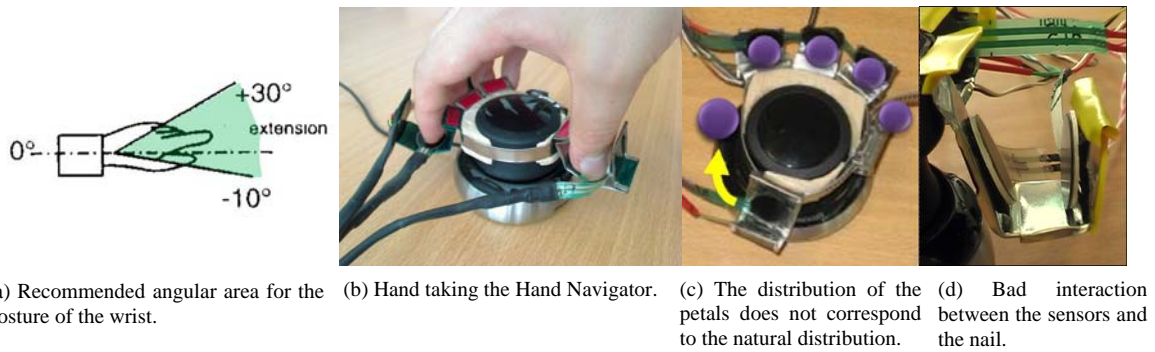 +30°
extension
0°
-10°
a) Recommended angular area for the
osture of the wrist.
(b) Hand taking the Hand Navigator.
(c) The distribution of the
petals does not correspond
to the natural distribution.
(d) Bad interaction
between the sensors and
the nail.